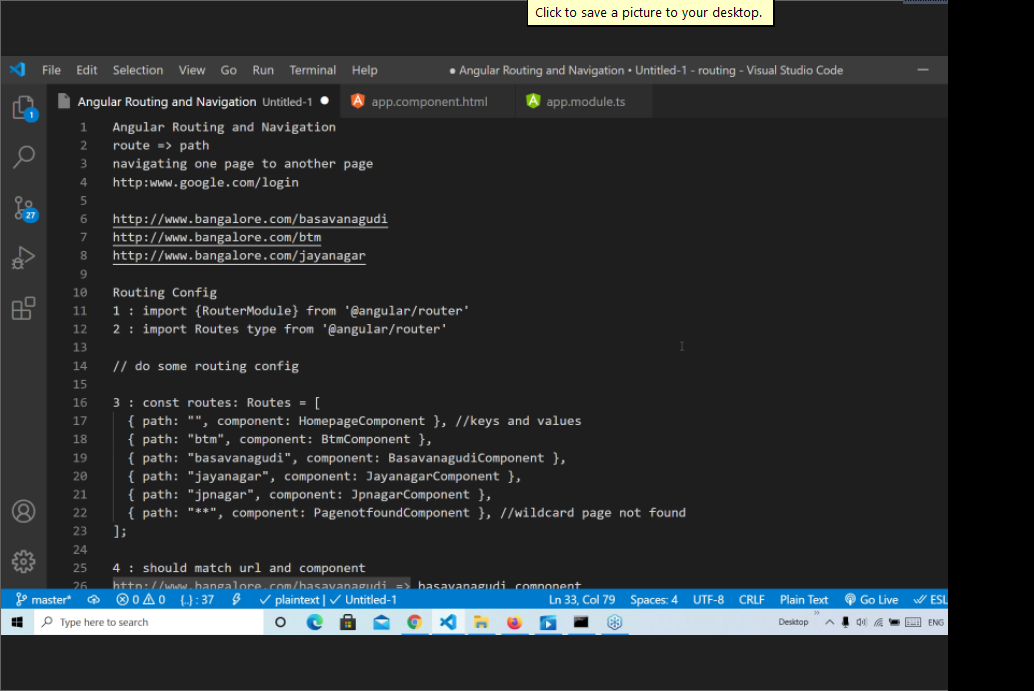 Click to save a picture to your desktop.
File Edit Selection View Go Run Terminal Help ● Angular Routing and Navigation • Untitled-1 - routing - Visual Studio Code
Angular Routing and Navigation Untitled-1 ● app.component.html app.module.ts
1
27
1 Angular Routing and Navigation
2 route => path
3 navigating one page to another page
4 http:www.google.com/login
5
6 http://www.bangalore.com/basavanagudi
7 http://www.bangalore.com/btm
8 http://www.bangalore.com/jayanagar
9
10 Routing Config
11 1 : import {RouterModule} from '@angular/router'
12 2 : import Routes type from '@angular/router'
13
14 // do some routing config
15
16 3 : const routes: Routes = [
17 { path: "", component: HomepageComponent }, //keys and values
18 { path: "btm", component: BtmComponent },
19 { path: "basavanagudi", component: BasavanagudiComponent },
20 { path: "jayanagar", component: JayanagarComponent },
21 { path: "jpnagar", component: JpnagarComponent },
22 { path: "**", component: PagenotfoundComponent }, //wildcard page not found
23 ];
24
25 4 : should match url and component
26 http://www.bangalore.com/basavanagudi => basavanagudi component
master* 0 0 {..} : 37 ✓ plaintext | ✓ Untitled-1 Ln 33, Col 79 Spaces: 4 UTF-8 CRLF Plain Text Go Live ESL
Type here to search Desktop » ENG